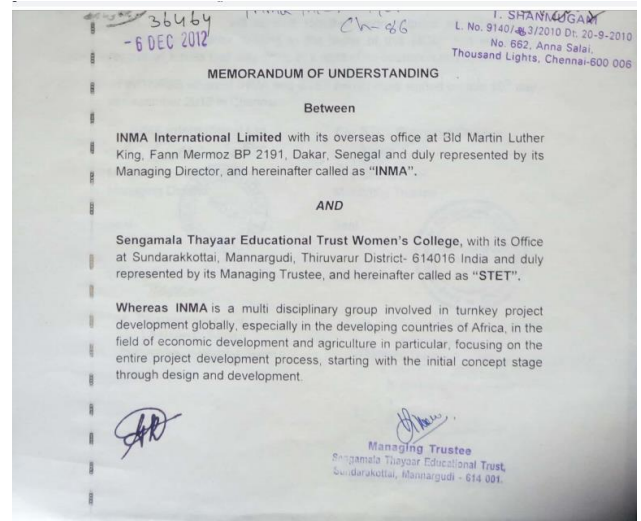 36464
Ch-86
- 6 DEC 2012
T. SHANMUGAM
L. No. 9140/ 3/2010 Dt. 20-9-2010
No. 662, Anna Salai,
Thousand Lights, Chennai-600 006
MEMORANDUM OF UNDERSTANDING
Between
INMA International Limited with its overseas office at Bld Martin Luther
King, Fann Mermoz BP 2191, Dakar, Senegal and duly represented by its
Managing Director, and hereinafter called as “INMA”.
AND
Sengamala Thayaar Educational Trust Women’s College, with its Office
at Sundarakkottai, Mannargudi, Thiruvarur District- 614016 India and duly
represented by its Managing Trustee, and hereinafter called as “STET”.
Whereas INMA is a multi disciplinary group involved in turnkey project
development globally, especially in the developing countries of Africa, in the
field of economic development and agriculture in particular, focusing on the
entire project development process, starting with the initial concept stage
through design and development.
Managing Trustee
Sengamala Thayaar Educational Trust,
Sundarakottai, Mannargudi - 614 001.